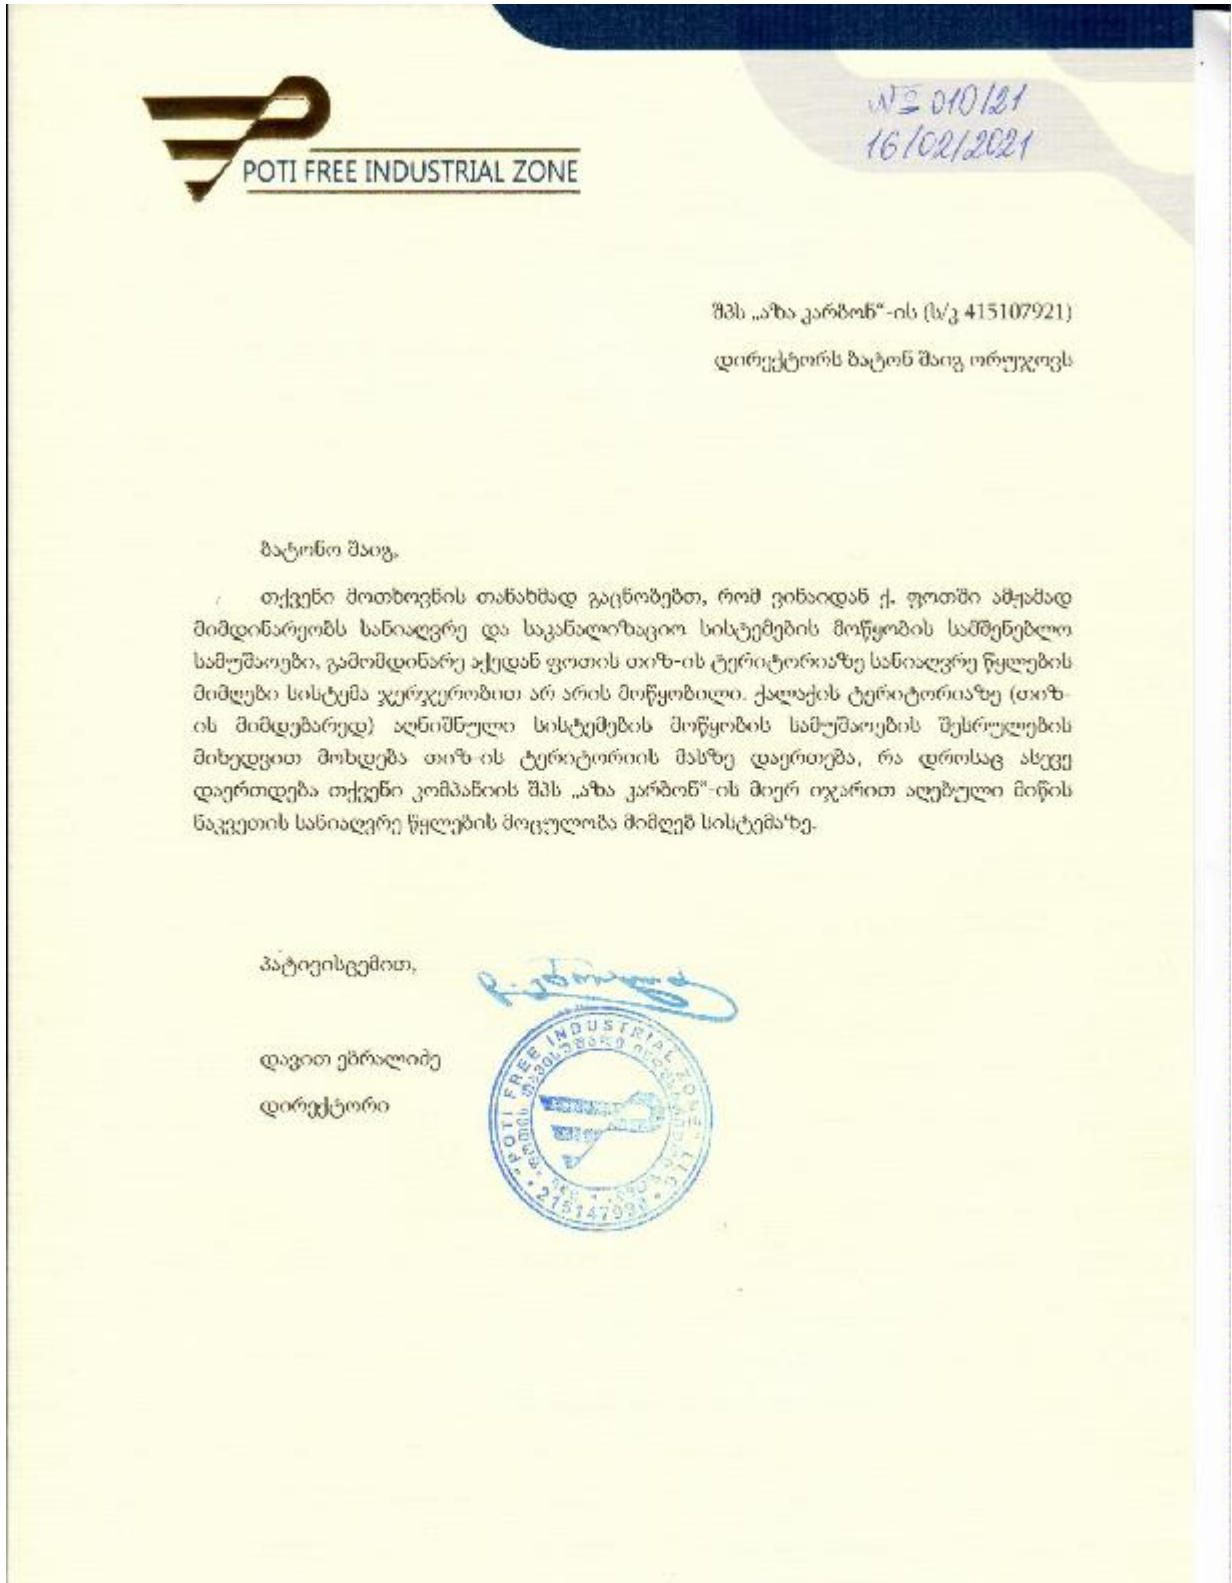 № 010/21
16/02/2021
POTI FREE INDUSTRIAL ZONE
შპს „აზა კარბონ“-ის (ს/კ 415107921)
დირექტორს ბატონ შაიგ ორუჯოვს
ბატონო შაიგ,
თქვენი მოთხოვნის თანახმად გაცნობებთ, რომ ვინაიდან ქ. ფოთში ამჟამად
მიმდინარეობს სანიაღვრე და საკანალიზაციო სისტემების მოწყობის სამშენებლო
სამუშაოები, გამომდინარე აქედან ფოთის თიზ-ის ტერიტორიაზე სანიაღვრე წყლების
მიმღები სისტემა ჯერჯერობით არ არის მოწყობილი. ქალაქის ტერიტორიაზე (თიზ-
ის მიმდებარედ) აღნიშნული სისტემების მოწყობის სამუშაოების შესრულების
მიხედვით მოხდება თიზ-ის ტერიტორიის მასზე დაერთება, რა დროსაც ასევე
დაერთდება თქვენი კომპანიის შპს „აზა კარბონ“-ის მიერ იჯარით აღებული მიწის
ნაკვეთის სანიაღვრე წყლების მოცულობა მიმღებ სისტემაზე.
პატივისცემით,
დავით ებრალიძე
დირექტორი
"POTI FREE INDUSTRIAL ZONE" LLC